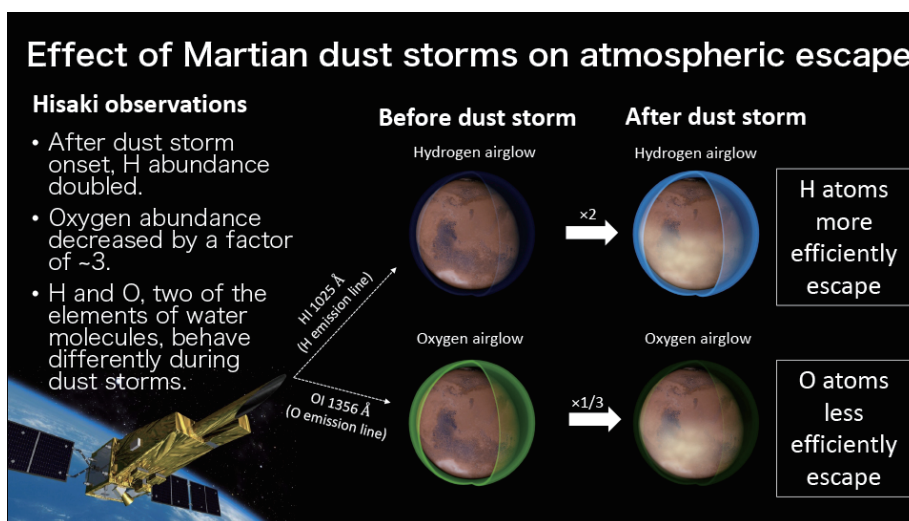 Effect of Martian dust storms on atmospheric escape
Hisaki observations
• After dust storm
onset, H abundance
doubled.
• Oxygen abundance
decreased by a factor
of ~3.
• H and O, two of the
elements of water
molecules, behave
differently during
dust storms.
Before dust storm
After dust storm
Hydrogen airglow
Hydrogen airglow
×2
H atoms
more
efficiently
escape
HI 1025 Å
(H emission line)
Oxygen airglow
Oxygen airglow
OI 1356 Å
(O emission line)
×1/3
O atoms
less
efficiently
escape